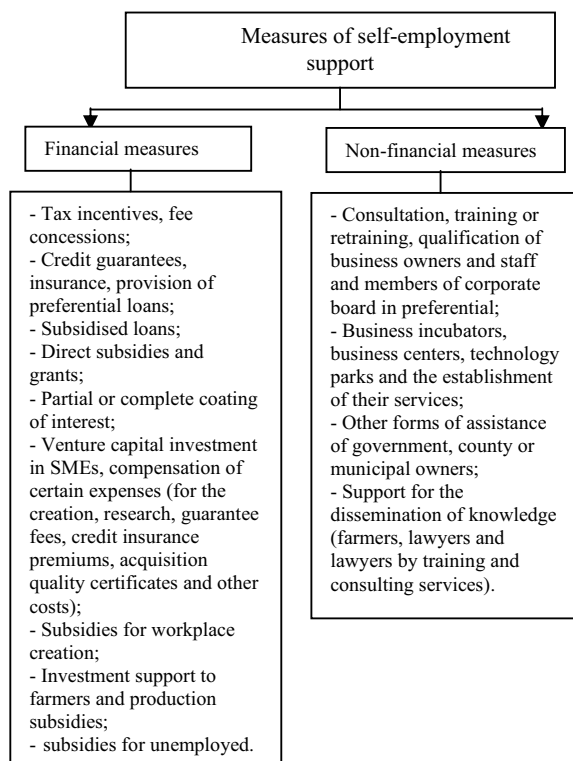 Measures of self-employment
support
Financial measures
Non-financial measures
- Tax incentives, fee
concessions;
- Credit guarantees,
insurance, provision of
preferential loans;
- Subsidised loans;
- Direct subsidies and
grants;
- Partial or complete coating
of interest;
- Venture capital investment
in SMEs, compensation of
certain expenses (for the
creation, research, guarantee
fees, credit insurance
premiums, acquisition
quality certificates and other
costs);
- Subsidies for workplace
creation;
- Investment support to
farmers and production
subsidies;
- subsidies for unemployed.
- Consultation, training or
retraining, qualification of
business owners and staff
and members of corporate
board in preferential;
- Business incubators,
business centers, technology
parks and the establishment
of their services;
- Other forms of assistance
of government, county or
municipal owners;
- Support for the
dissemination of knowledge
(farmers, lawyers and
lawyers by training and
consulting services).